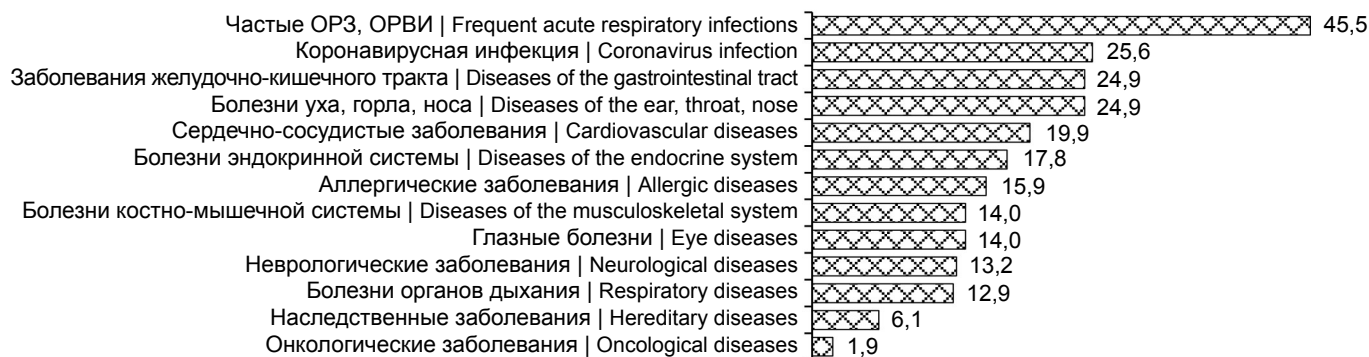 Частые ОРЗ, ОРВИ | Frequent acute respiratory infections 45,5
Коронавирусная инфекция | Coronavirus infection 25,6
Заболевания желудочно-кишечного тракта | Diseases of the gastrointestinal tract 24,9
Болезни уха, горла, носа | Diseases of the ear, throat, nose 24,9
Сердечно-сосудистые заболевания | Cardiovascular diseases 19,9
Болезни эндокринной системы | Diseases of the endocrine system 17,8
Аллергические заболевания | Allergic diseases 15,9
Болезни костно-мышечной системы | Diseases of the musculoskeletal system 14,0
Глазные болезни | Eye diseases 14,0
Неврологические заболевания | Neurological diseases 13,2
Болезни органов дыхания | Respiratory diseases 12,9
Наследственные заболевания | Hereditary diseases 6,1
Онкологические заболевания | Oncological diseases 1,9